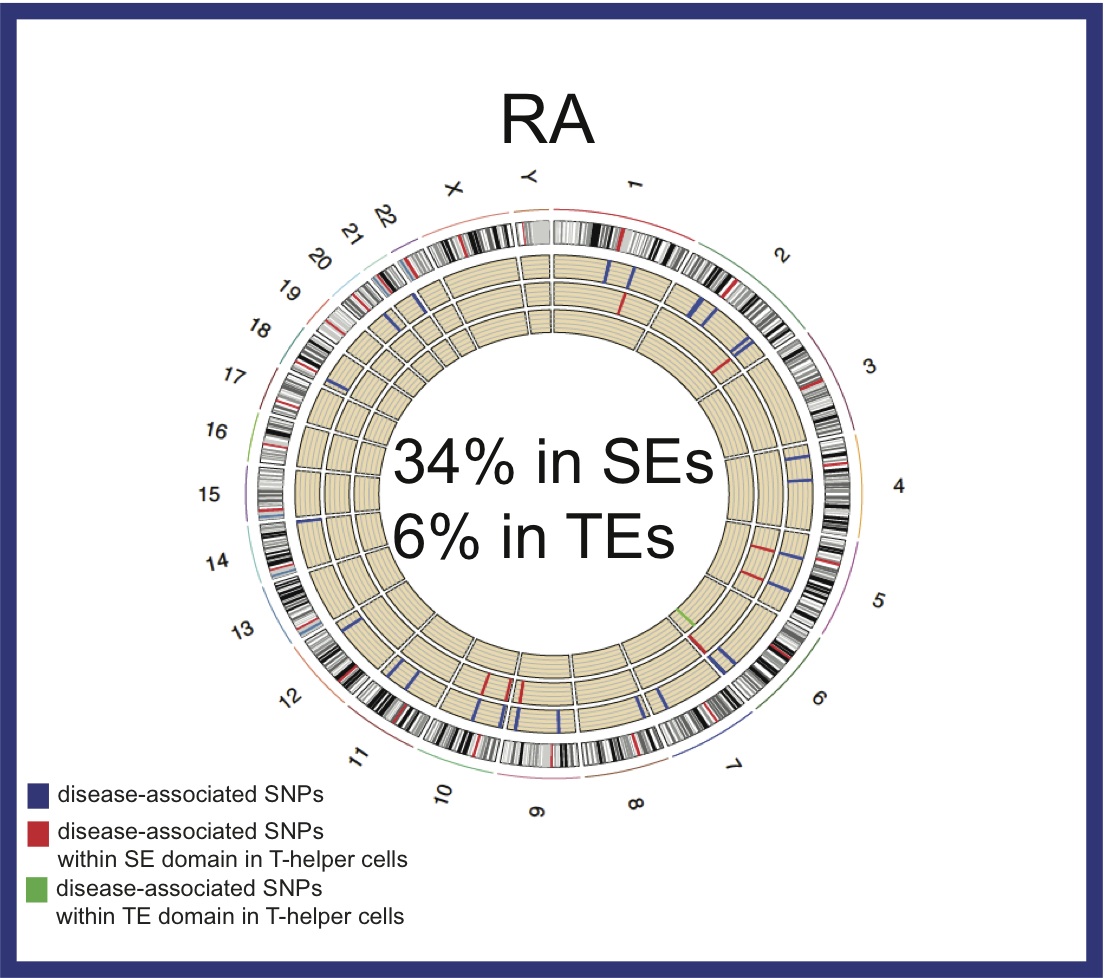 RA
1
2
3
4
5
6
7
8
9
10
11
12
13
14
15
16
17
18
19
20
21
22
X
Y
34% in SEs
6% in TEs
disease-associated SNPs
disease-associated SNPs
within SE domain in T-helper cells
disease-associated SNPs
within TE domain in T-helper cells